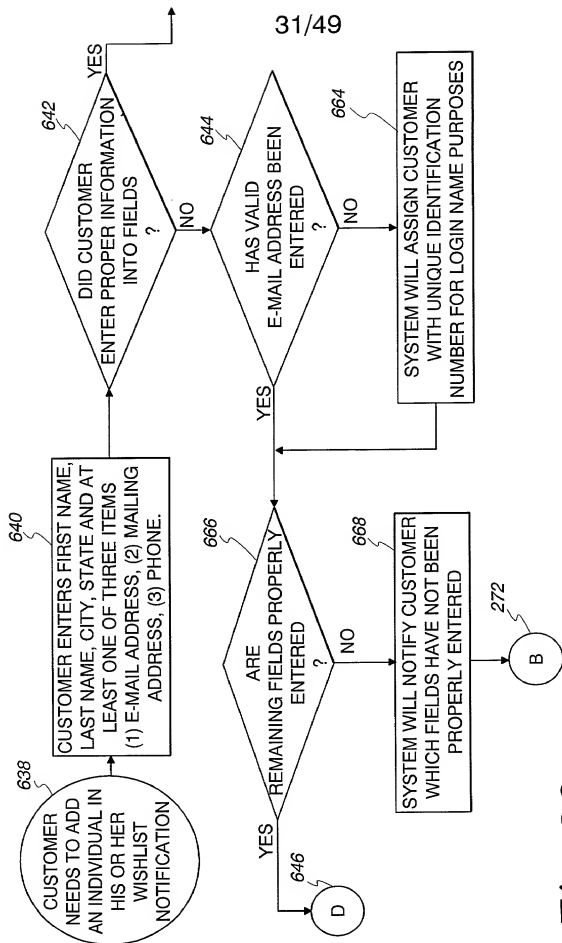 31/49
638
CUSTOMER
NEEDS TO ADD
AN INDIVIDUAL IN
HIS OR HER
WISHLIST
NOTIFICATION
640
CUSTOMER ENTERS FIRST NAME,
LAST NAME, CITY, STATE AND AT
LEAST ONE OF THREE ITEMS
(1) E-MAIL ADDRESS, (2) MAILING
ADDRESS, (3) PHONE.
642
DID CUSTOMER
ENTER PROPER INFORMATION
INTO FIELDS
?
YES
NO
644
HAS VALID
E-MAIL ADDRESS BEEN
ENTERED
?
YES
NO
664
SYSTEM WILL ASSIGN CUSTOMER
WITH UNIQUE IDENTIFICATION
NUMBER FOR LOGIN NAME PURPOSES
666
ARE
REMAINING FIELDS PROPERLY
ENTERED
?
YES
NO
646
D
668
SYSTEM WILL NOTIFY CUSTOMER
WHICH FIELDS HAVE NOT BEEN
PROPERLY ENTERED
272
B